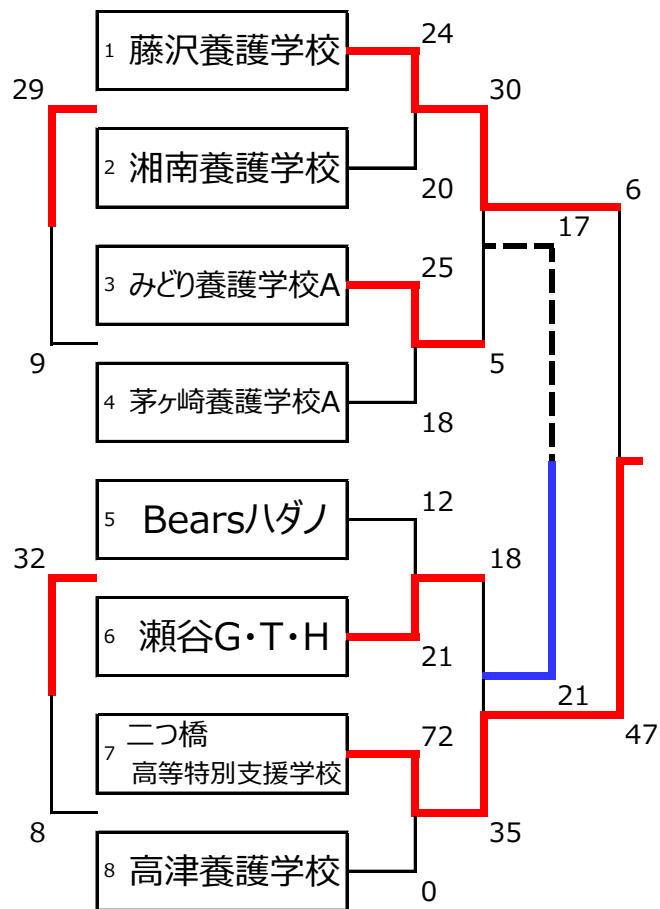 1 藤沢養護学校
24
29
30
2 湘南養護学校
20
6
17
3 みどり養護学校A
25
9
5
4 茅ヶ崎養護学校A
18
5 Bearsハダノ
12
32
18
6 瀬谷G・T・H
21
21
47
7 二つ橋
高等特別支援学校
72
8
35
8 高津養護学校
0